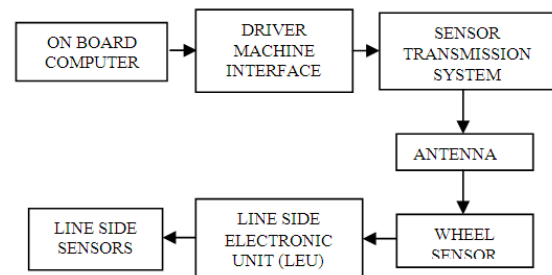 ON BOARD
COMPUTER
DRIVER
MACHINE
INTERFACE
SENSOR
TRANSMISSION
SYSTEM
ANTENNA
WHEEL
SENSOR
LINE SIDE
ELECTRONIC
UNIT (LEU)
LINE SIDE
SENSORS